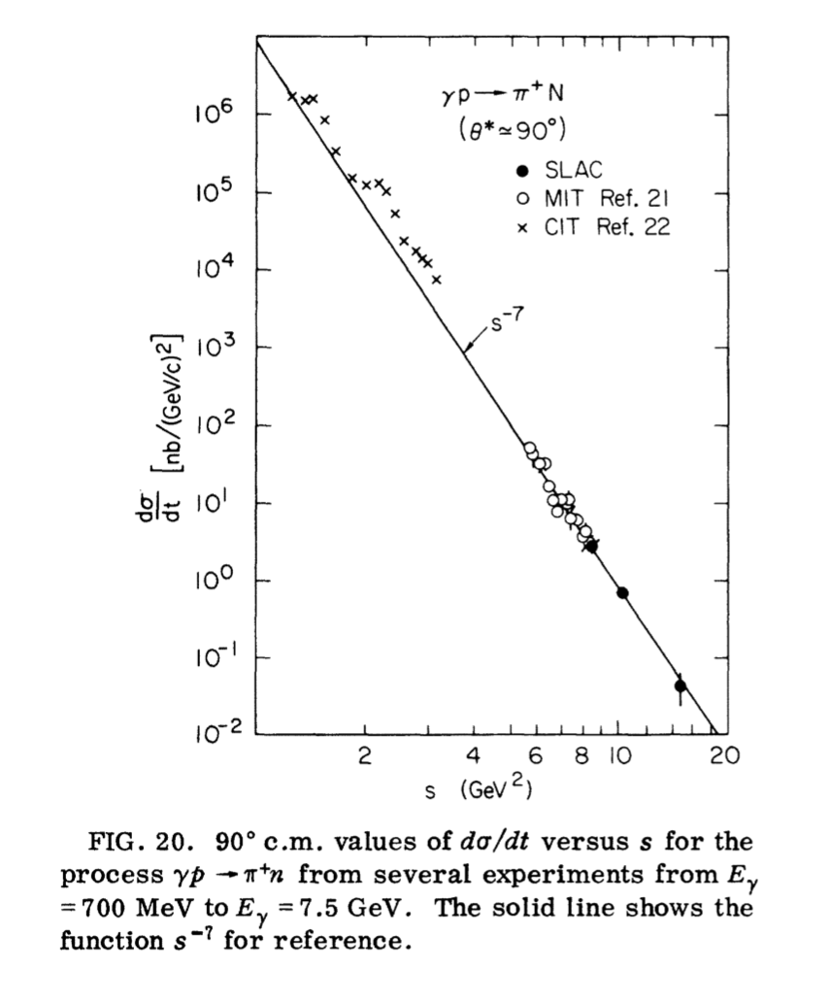 γp → π⁺N
(θ*≃90°)
● SLAC
○ MIT Ref. 21
× CIT Ref. 22
10⁶
10⁵
10⁴
10³
10²
10¹
10⁰
10⁻¹
10⁻²
s⁻⁷
dσ/dt [nb/(GeV/c)²]
2 4 6 8 10 20
s (GeV²)
FIG. 20. 90° c.m. values of dσ/dt versus s for the
process γp → π⁺n from several experiments from Eγ
= 700 MeV to Eγ = 7.5 GeV. The solid line shows the
function s⁻⁷ for reference.